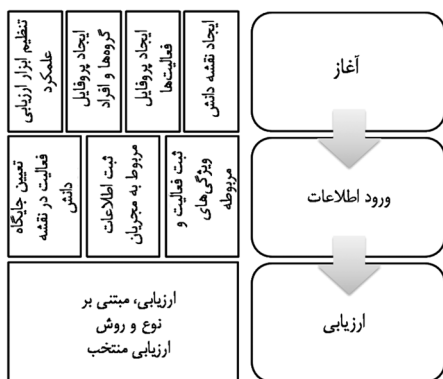 آغاز
ایجاد نقشه دانش
ایجاد پروفایل
فعالیت‌ها
ایجاد پروفایل
گروه‌ها و افراد
تنظیم ابزار ارزیابی
علمکرد
ورود اطلاعات
ثبت فعالیت و
ویژگی‌های
مربوطه
ثبت اطلاعات
مربوط به مجریان
تعیین جایگاه
فعالیت در نقشه
دانش
ارزیابی
ارزیابی، مبتنی بر
نوع و روش
ارزیابی منتخب